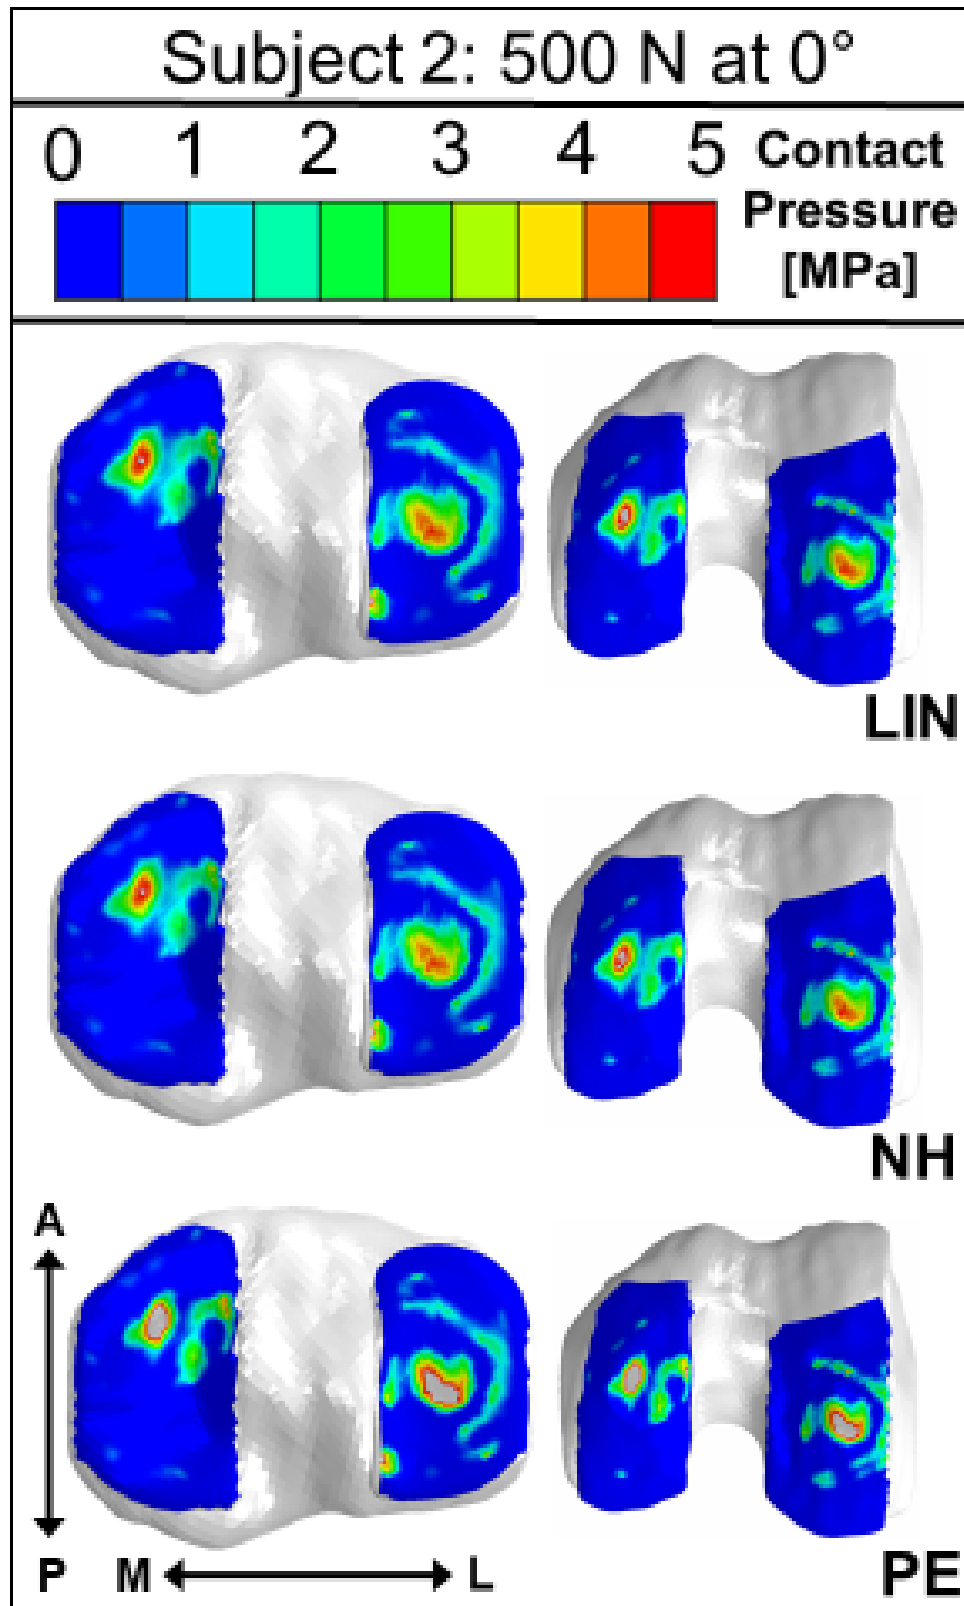 Subject 2: 500 N at 0°
0 1 2 3 4 5
Contact
Pressure
[MPa]
LIN
NH
A
P M L
PE